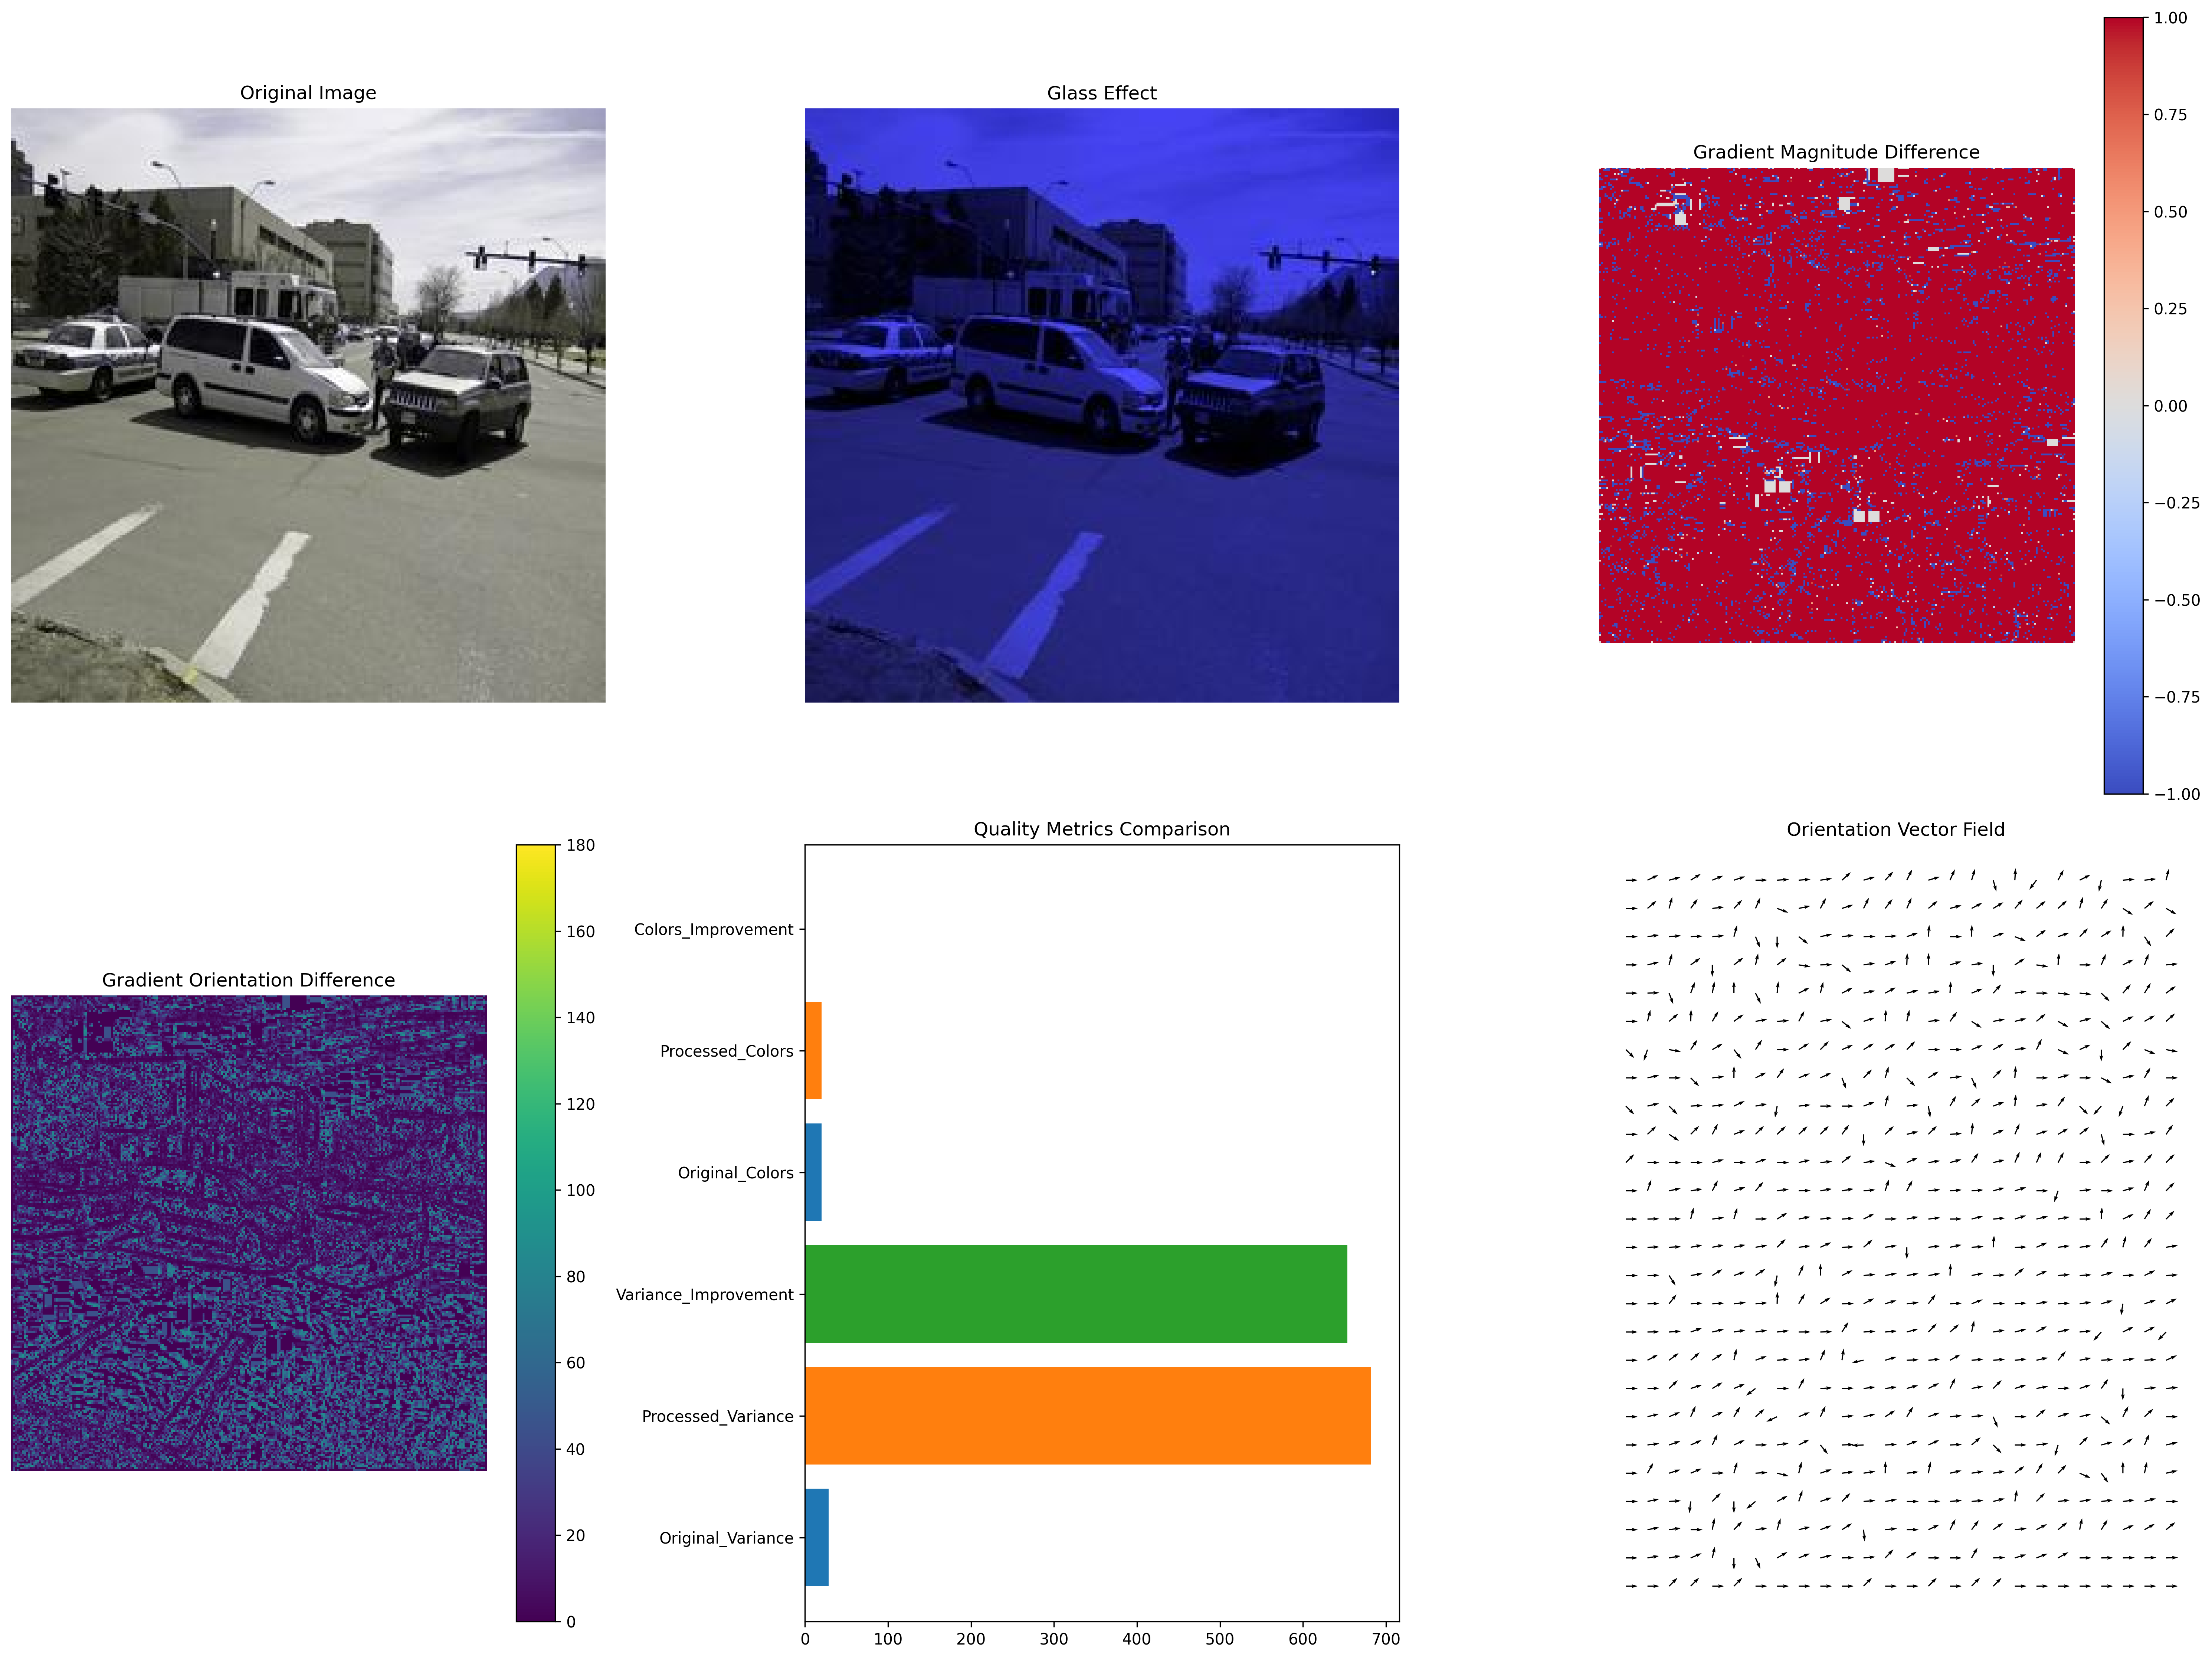 Original Image
Glass Effect
Gradient Magnitude Difference
1.00
0.75
0.50
0.25
0.00
−0.25
−0.50
−0.75
−1.00
Gradient Orientation Difference
180
160
140
120
100
80
60
40
20
0
Quality Metrics Comparison
Colors_Improvement
Processed_Colors
Original_Colors
Variance_Improvement
Processed_Variance
Original_Variance
0 100 200 300 400 500 600 700
Orientation Vector Field